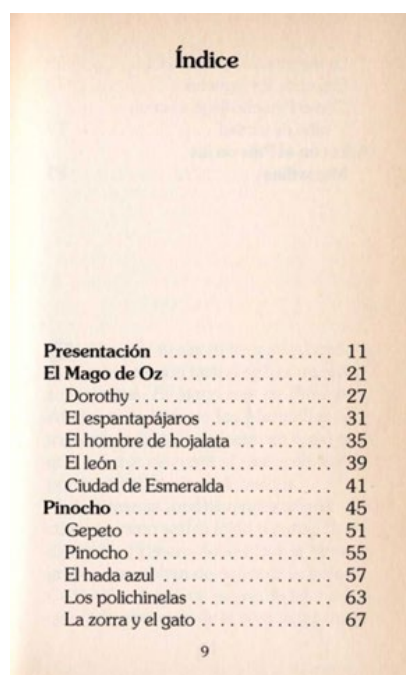 Índice
Presentación . . . . . . . . . . . . . . . . . . 11
El Mago de Oz . . . . . . . . . . . . . . . . . 21
Dorothy . . . . . . . . . . . . . . . . . . . . . 27
El espantapájaros . . . . . . . . . . . . . . 31
El hombre de hojalata . . . . . . . . . . . 35
El león . . . . . . . . . . . . . . . . . . . . . . 39
Ciudad de Esmeralda . . . . . . . . . . . 41
Pinocho . . . . . . . . . . . . . . . . . . . . . . 45
Gepeto . . . . . . . . . . . . . . . . . . . . . 51
Pinocho . . . . . . . . . . . . . . . . . . . . . 55
El hada azul . . . . . . . . . . . . . . . . . . 57
Los polichinelas . . . . . . . . . . . . . . . 63
La zorra y el gato . . . . . . . . . . . . . . 67
9